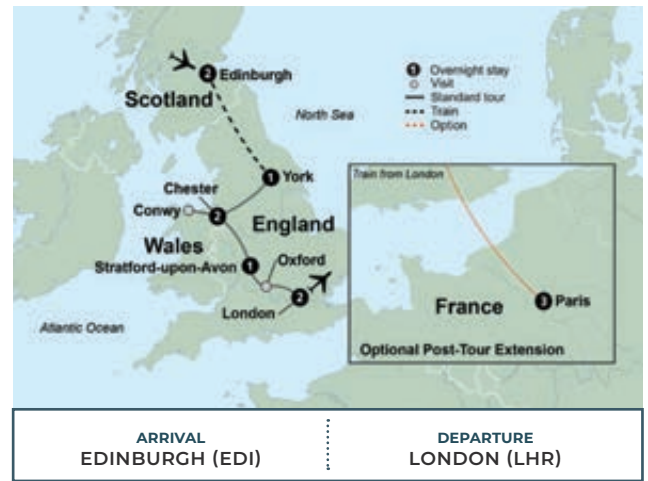 2 Edinburgh
Scotland
North Sea
1 Overnight stay
Visit
Standard tour
Train
Option
1 York
Chester
Conwy
2
England
Wales
Stratford-upon-Avon 1
Oxford
London
2
Atlantic Ocean
Train from London
France
3 Paris
Optional Post-Tour Extension
ARRIVAL
EDINBURGH (EDI)
DEPARTURE
LONDON (LHR)